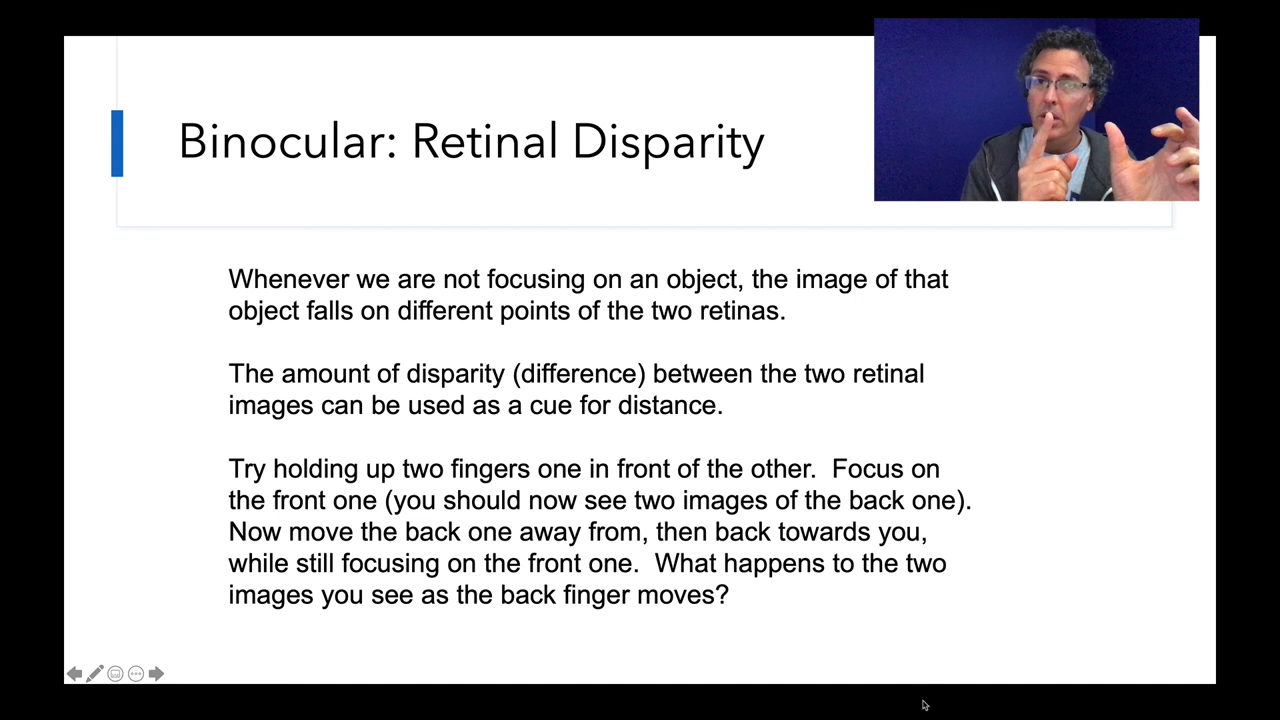 Binocular: Retinal Disparity
Whenever we are not focusing on an object, the image of that
object falls on different points of the two retinas.
The amount of disparity (difference) between the two retinal
images can be used as a cue for distance.
Try holding up two fingers one in front of the other.  Focus on
the front one (you should now see two images of the back one).
Now move the back one away from, then back towards you,
while still focusing on the front one.  What happens to the two
images you see as the back finger moves?